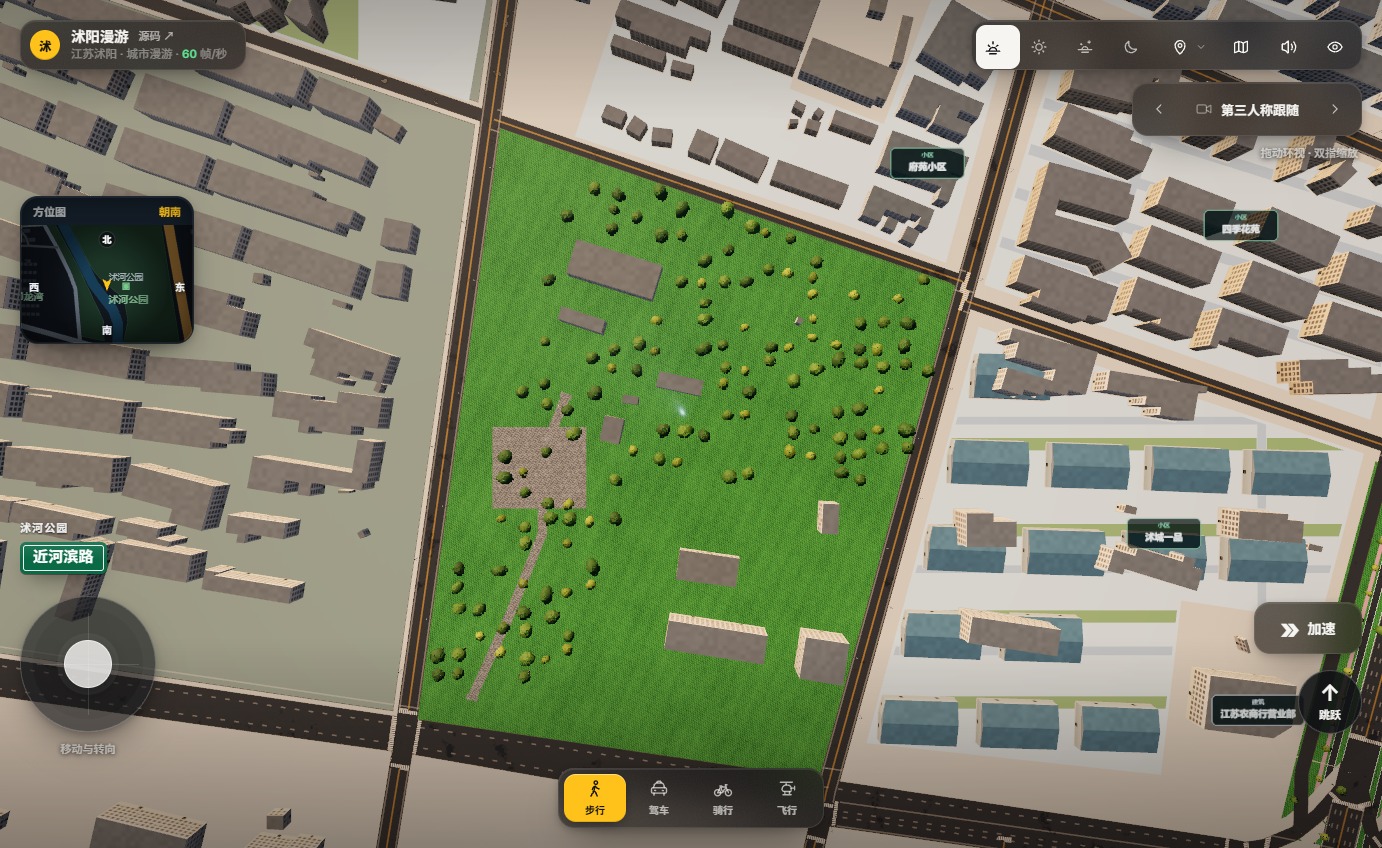 沭
沭阳漫游 源码 ↗
江苏沭阳 · 城市漫游 · 60 帧/秒
第三人称跟随
拖动环视 · 双指缩放
小区
府苑小区
小区
四季花苑
方位图 朝南
北
沭河公园
西
东
沭河公园
南
沭河公园
近河滨路
小区
沭城一品
加速
建筑
江苏农商行营业部
跳跃
移动与转向
步行 驾车 骑行 飞行